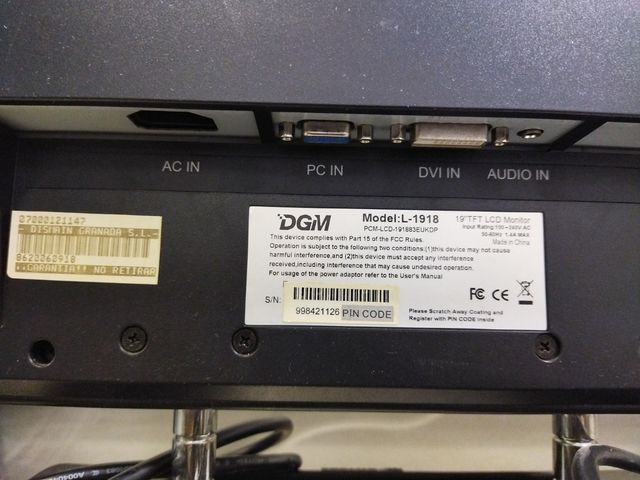 AC IN
PC IN
DVI IN
AUDIO IN
07000121147
- DISMAIN GRANADA S.L.-
8620060918
..GARANTIA!! NO RETIRAR
DGM
Model:L-1918
PCM-LCD-191883EUKDP
19"TFT LCD Monitor
Input Rating:100~240V AC
50-60Hz 1.4A MAX
Made in China
This device complies with Part 15 of the FCC Rules.
Operation is subject to the following two conditions.(1)this device may not cause
harmful interference,and (2)this device must accept any interference
received,including interference that may cause undesired operation.
For usage of the power adaptor refer to the User's Manual
S/N:
998421126 PIN CODE
FC CE
Please Scratch Away Coating and
Register with PIN CODE inside